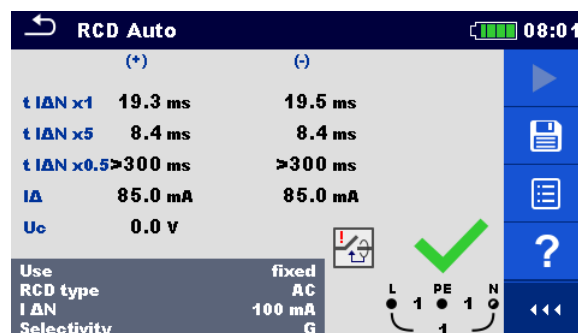 RCD Auto 08:01
(+) (-)
t IΔN x1 19.3 ms 19.5 ms
t IΔN x5 8.4 ms 8.4 ms
t IΔN x0.5 >300 ms >300 ms
IΔ 85.0 mA 85.0 mA
Uc 0.0 V
!
?
Use fixed
RCD type AC
I ΔN 100 mA
Selectivity G
L PE N
1 1
1